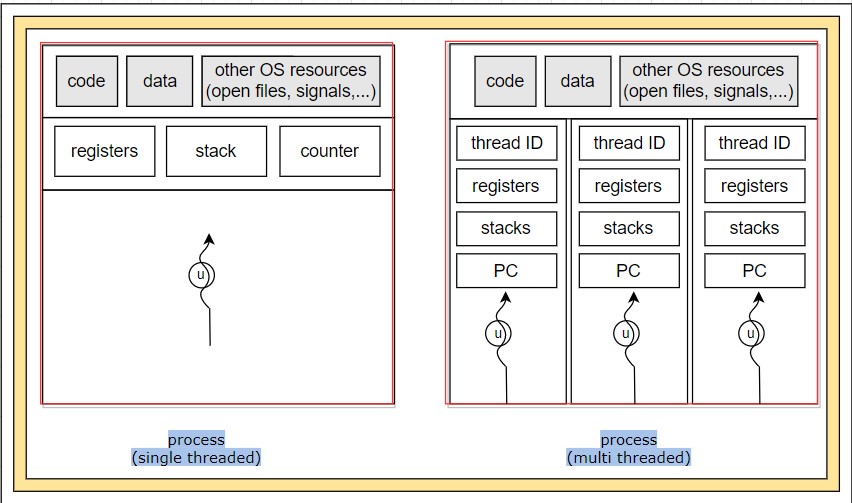 code
data
other OS resources
(open files, signals,...)
registers
stack
counter
u
process
(single threaded)
code
data
other OS resources
(open files, signals,...)
thread ID
thread ID
thread ID
registers
registers
registers
stacks
stacks
stacks
PC
PC
PC
u
u
u
process
(multi threaded)